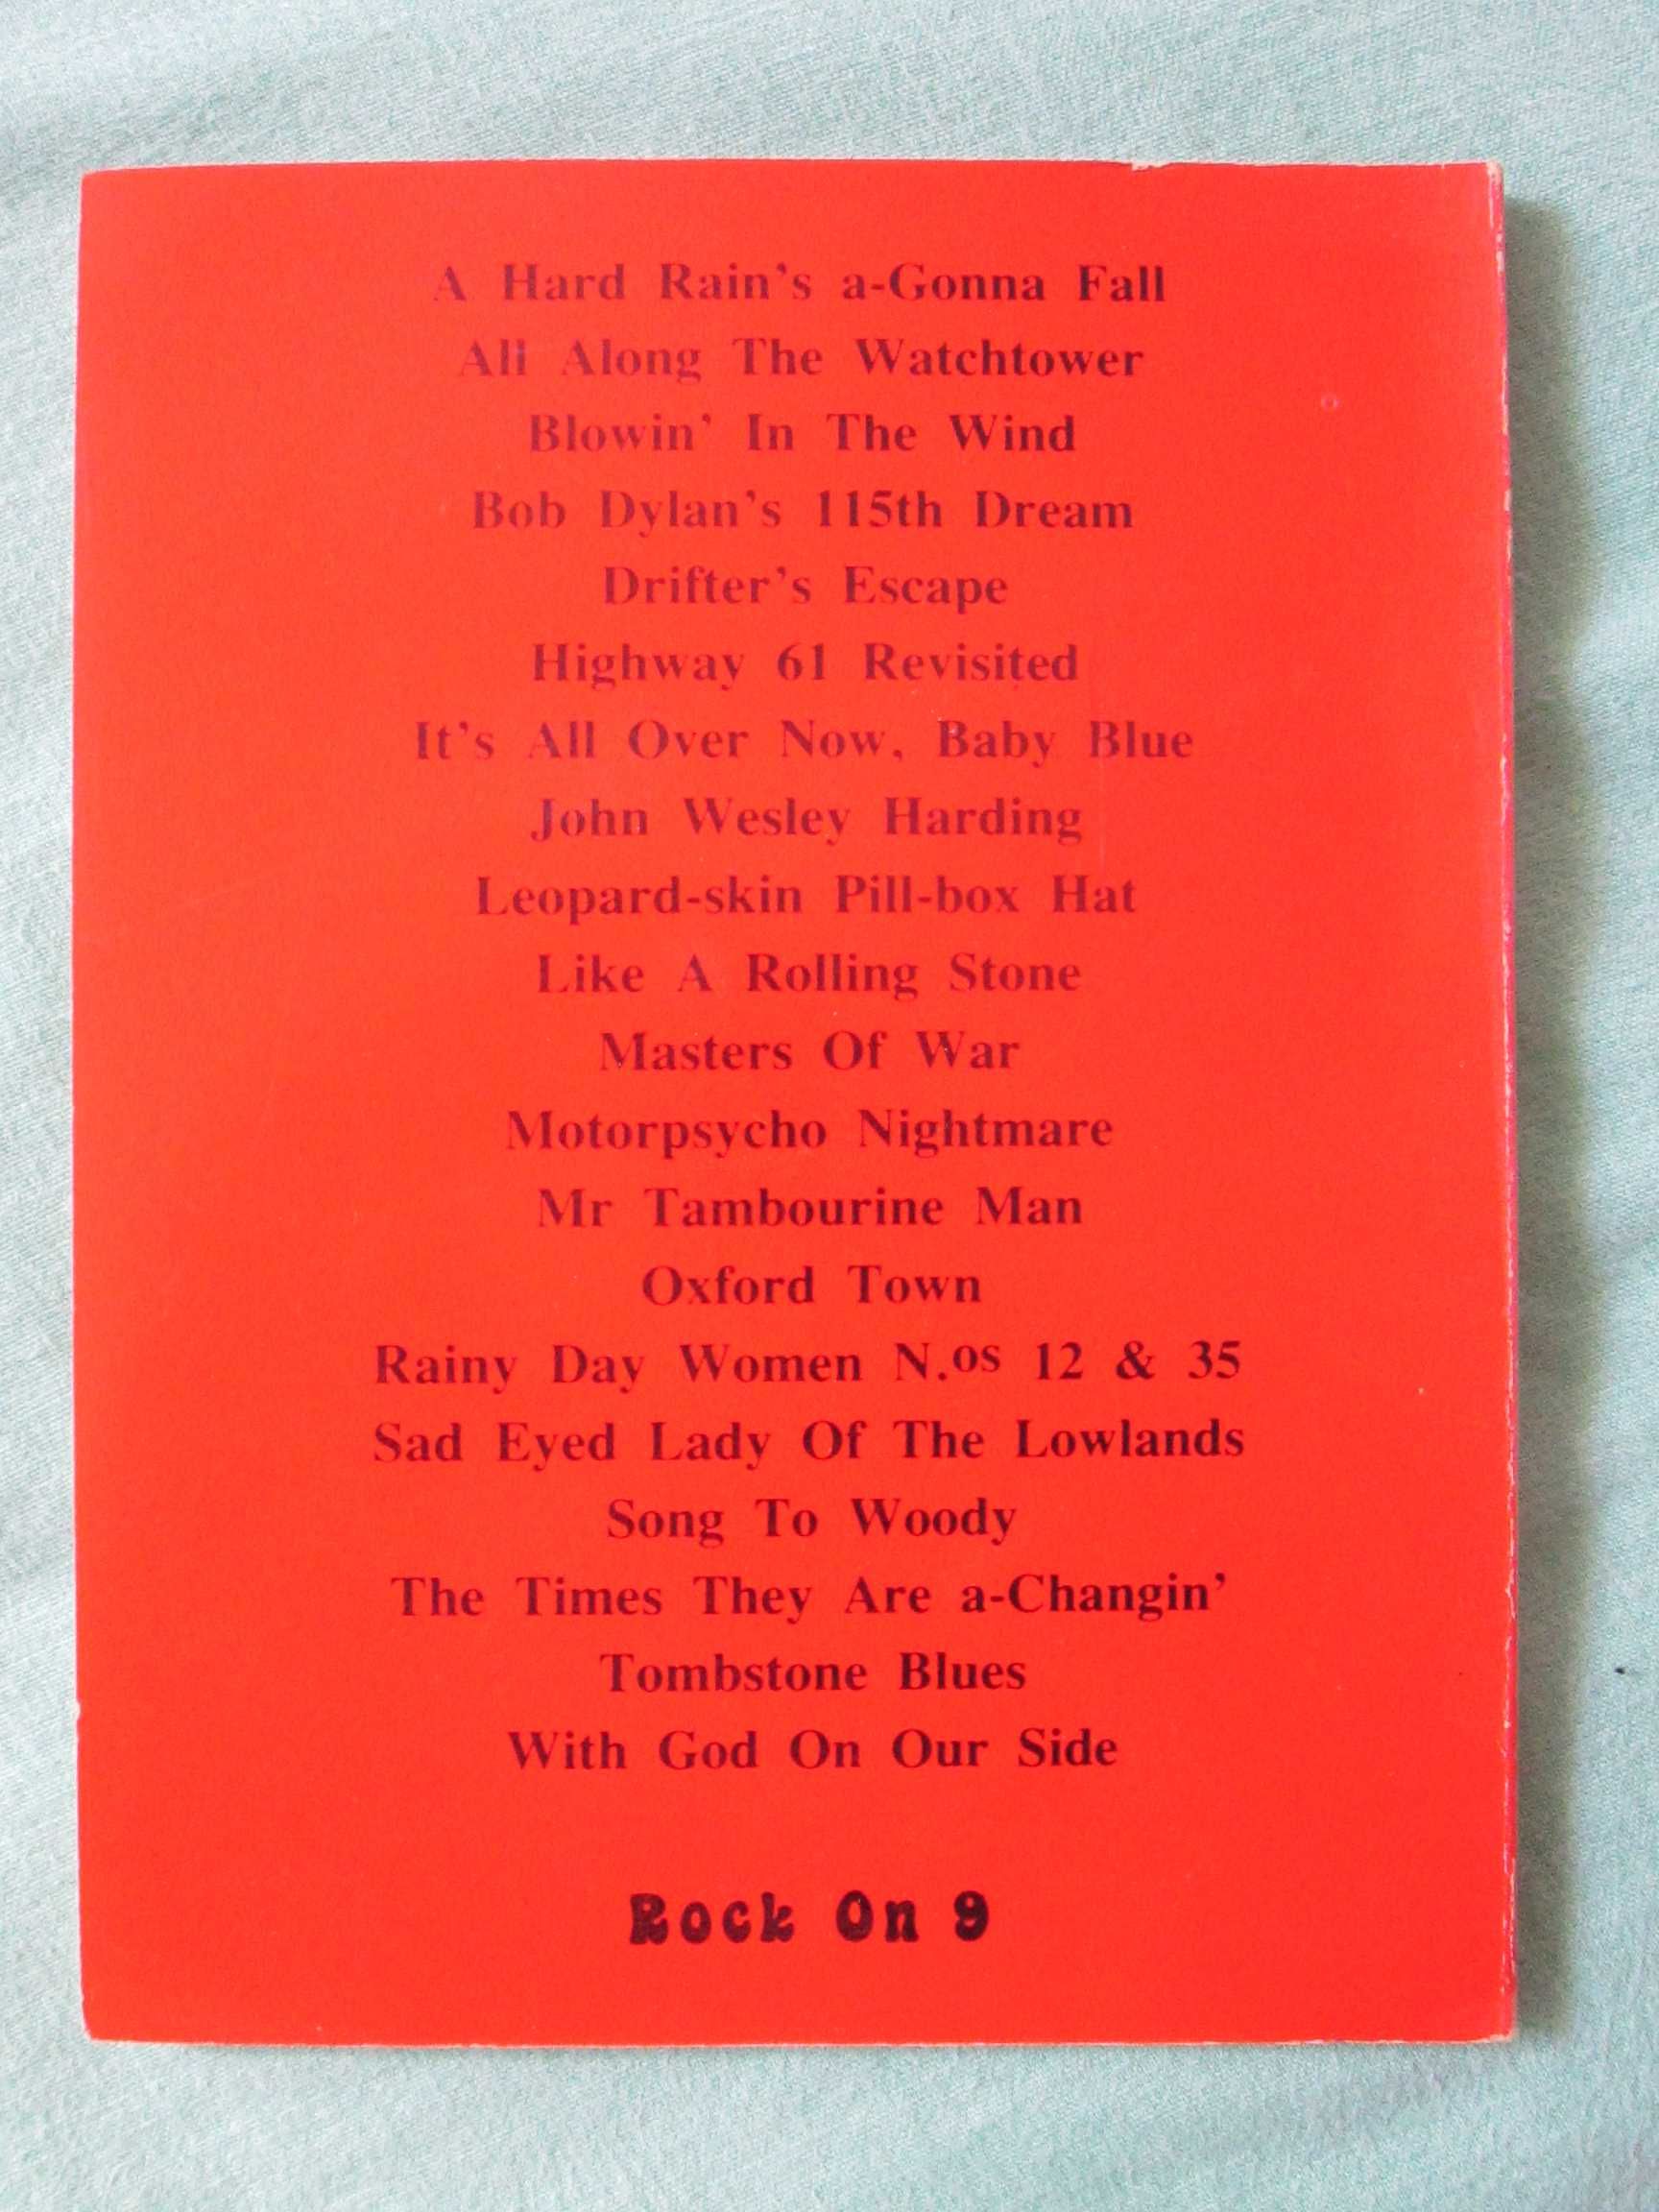 A Hard Rain's a-Gonna Fall
All Along The Watchtower
Blowin' In The Wind
Bob Dylan's 115th Dream
Drifter's Escape
Highway 61 Revisited
It's All Over Now, Baby Blue
John Wesley Harding
Leopard-skin Pill-box Hat
Like A Rolling Stone
Masters Of War
Motorpsycho Nightmare
Mr Tambourine Man
Oxford Town
Rainy Day Women N.os 12 & 35
Sad Eyed Lady Of The Lowlands
Song To Woody
The Times They Are a-Changin'
Tombstone Blues
With God On Our Side
Rock On 9